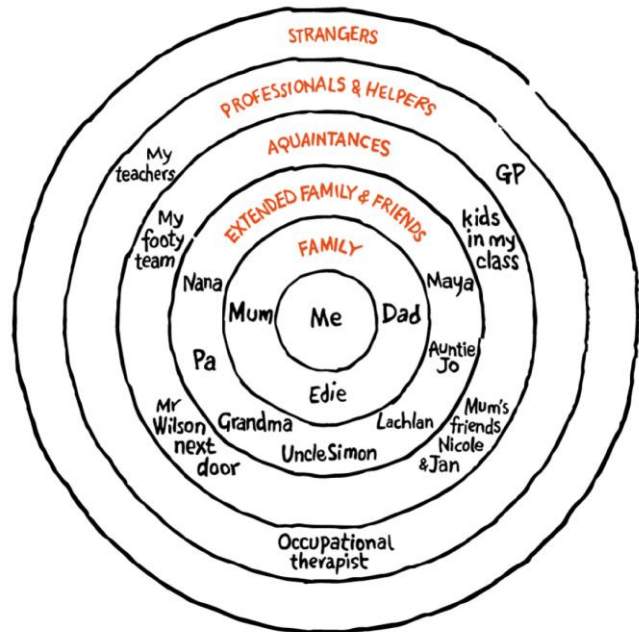 STRANGERS
PROFESSIONALS & HELPERS
AQUAINTANCES
EXTENDED FAMILY & FRIENDS
FAMILY
My
teachers
GP
My
footy
team
kids
in my
class
Nana
Maya
Mum
Me
Dad
Pa
Auntie
Jo
Edie
Grandma
Lachlan
Uncle Simon
Mr
Wilson
next
door
Mum's
friends
Nicole
& Jan
Occupational
therapist